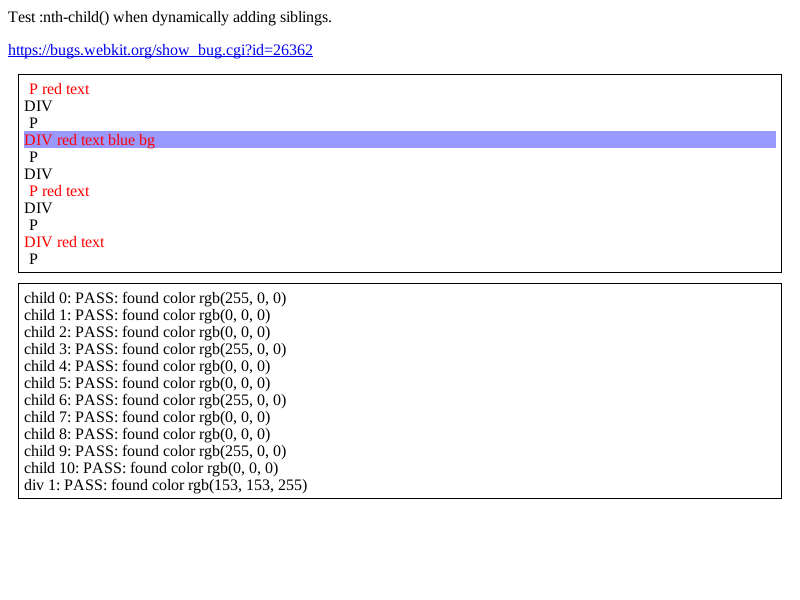 Test :nth-child() when dynamically adding siblings.
https://bugs.webkit.org/show_bug.cgi?id=26362
P red text
DIV
P
DIV red text blue bg
P
DIV
P red text
DIV
P
DIV red text
P
child 0: PASS: found color rgb(255, 0, 0)
child 1: PASS: found color rgb(0, 0, 0)
child 2: PASS: found color rgb(0, 0, 0)
child 3: PASS: found color rgb(255, 0, 0)
child 4: PASS: found color rgb(0, 0, 0)
child 5: PASS: found color rgb(0, 0, 0)
child 6: PASS: found color rgb(255, 0, 0)
child 7: PASS: found color rgb(0, 0, 0)
child 8: PASS: found color rgb(0, 0, 0)
child 9: PASS: found color rgb(255, 0, 0)
child 10: PASS: found color rgb(0, 0, 0)
div 1: PASS: found color rgb(153, 153, 255)